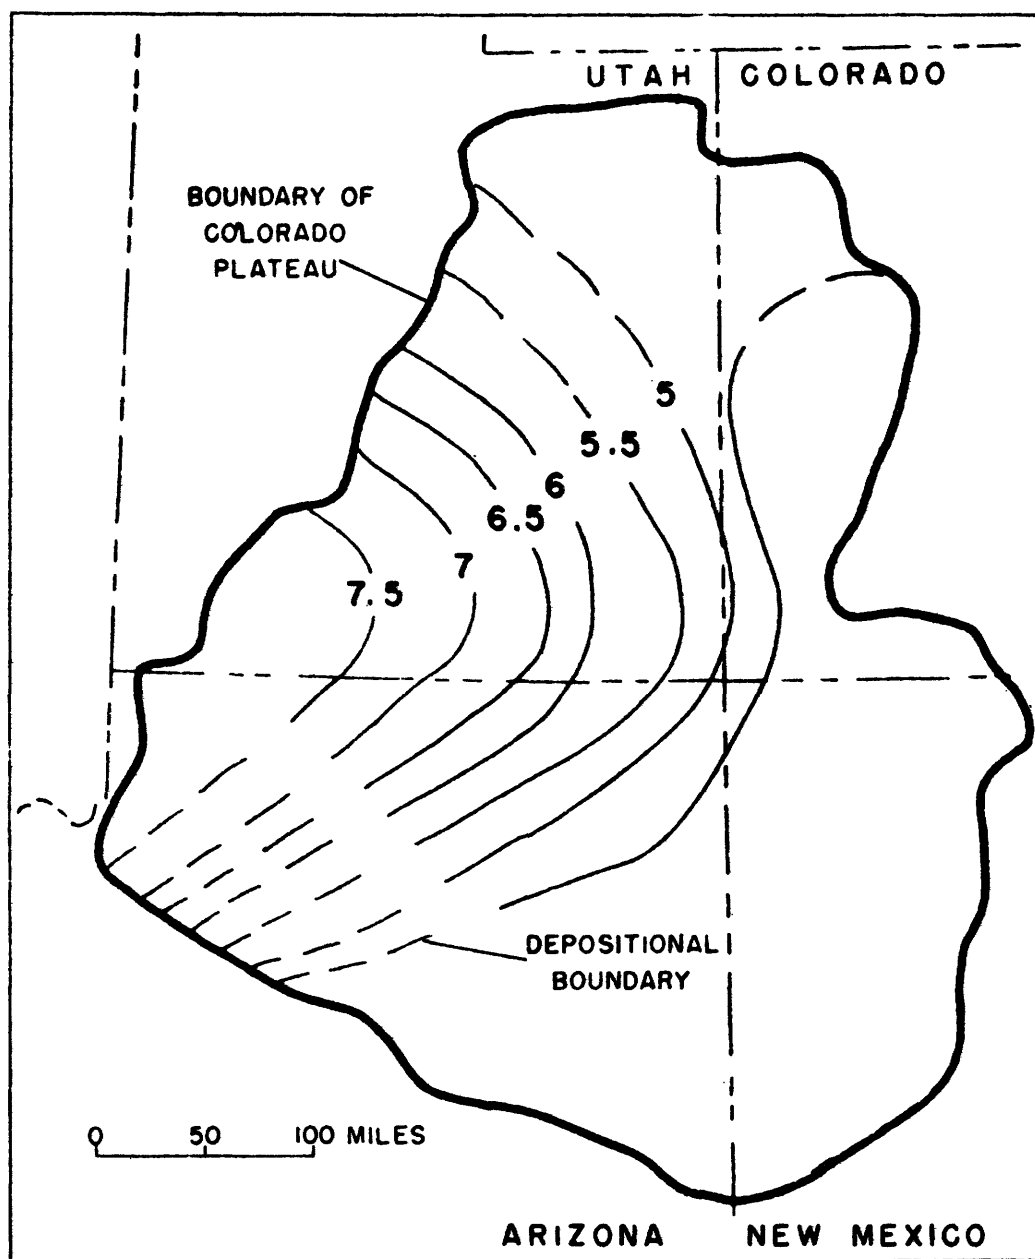 UTAH COLORADO
BOUNDARY OF
COLORADO
PLATEAU
5
5.5
6
6.5
7
7.5
DEPOSITIONAL
BOUNDARY
0 50 100 MILES
ARIZONA NEW MEXICO